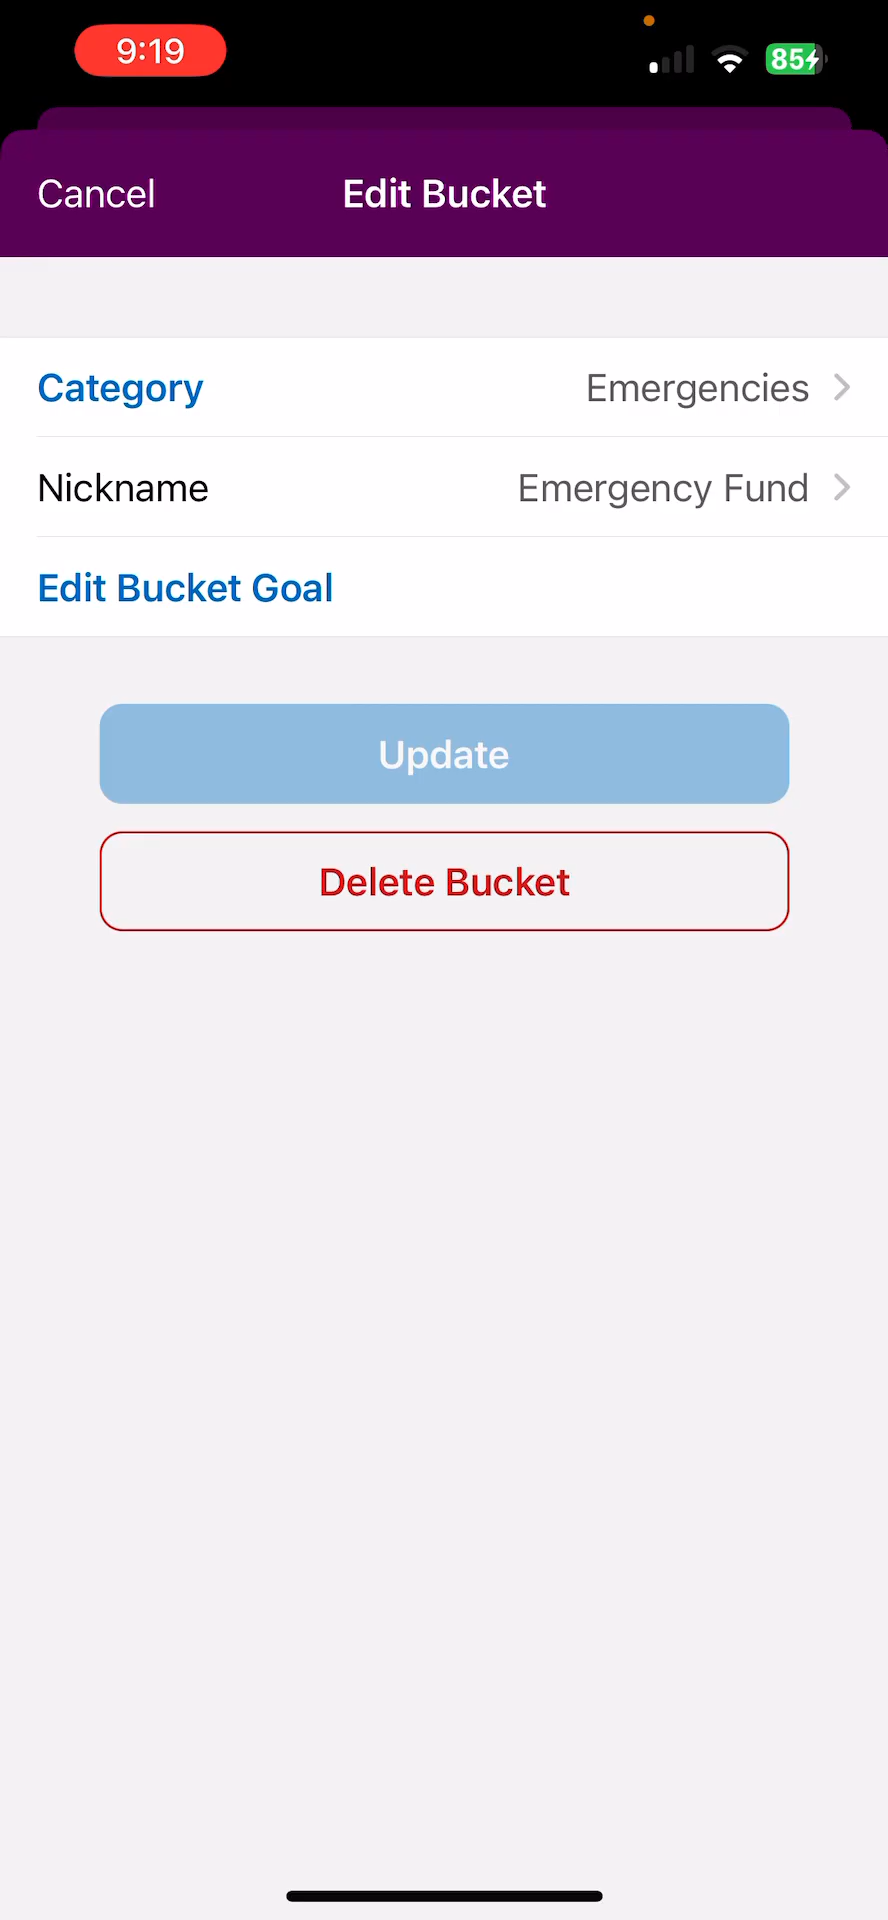 9:19
85
Cancel
Edit Bucket
Category
Emergencies
Nickname
Emergency Fund
Edit Bucket Goal
Update
Delete Bucket